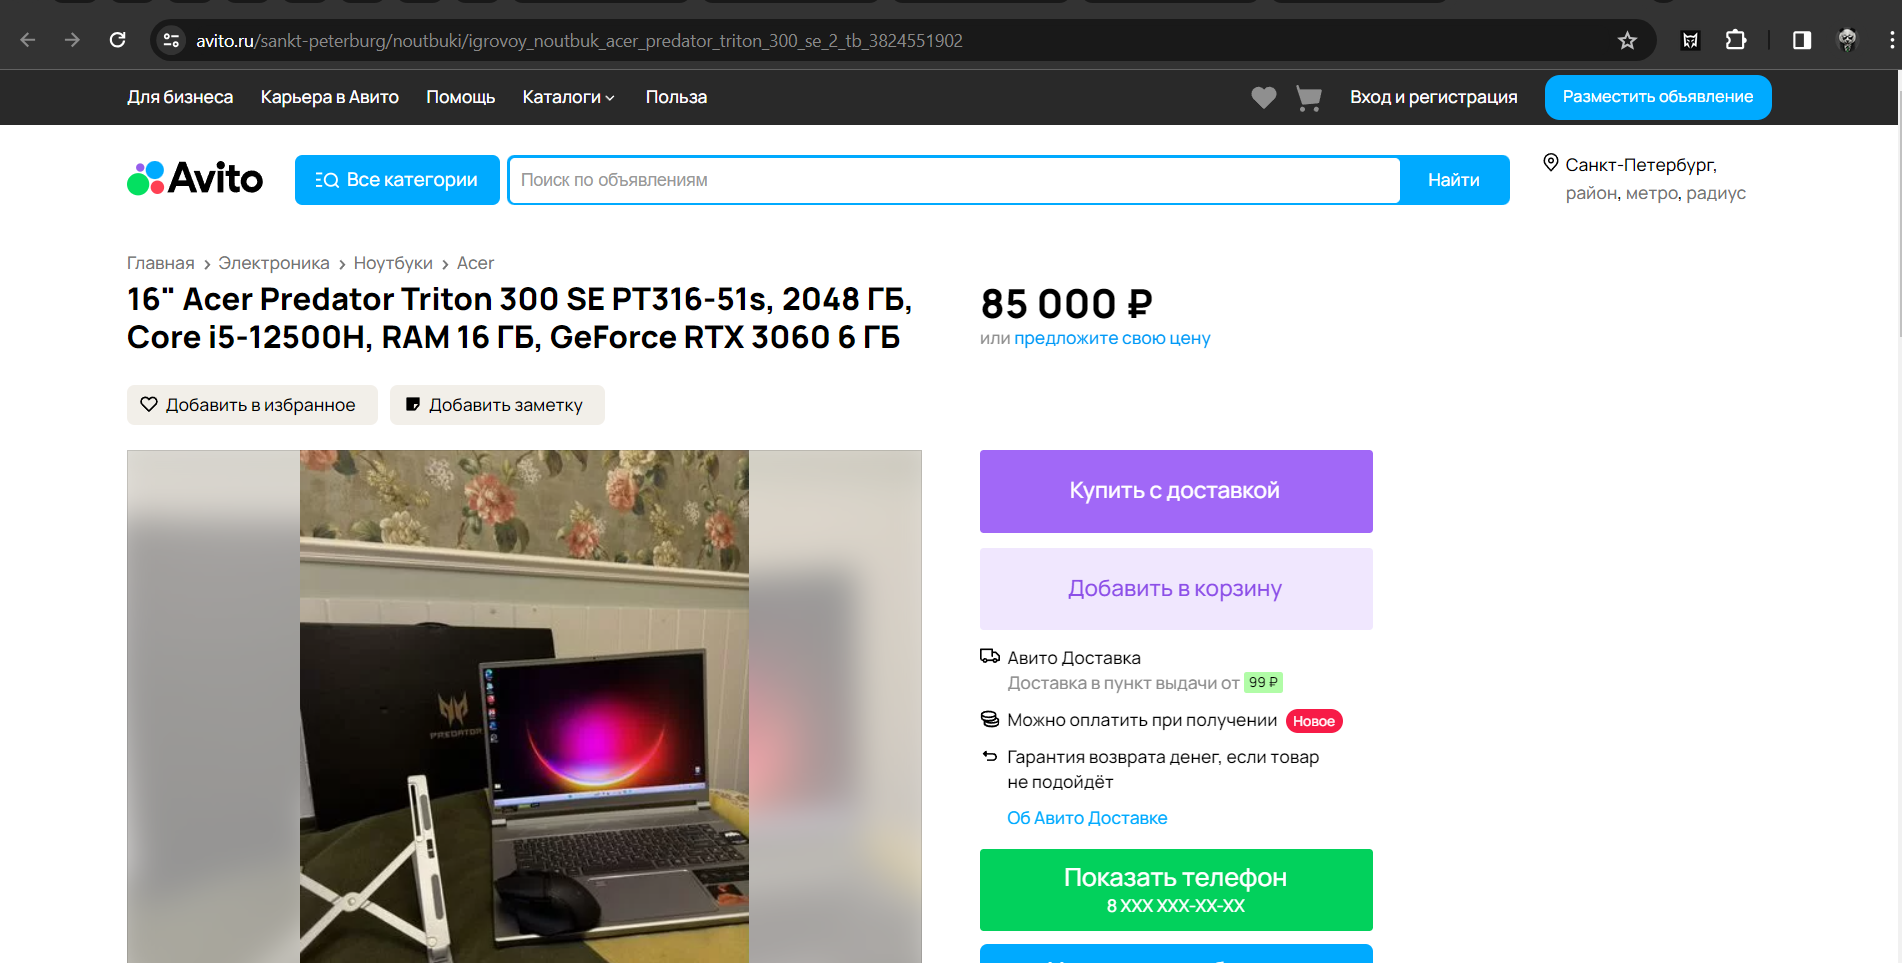 avito.ru/sankt-peterburg/noutbuki/igrovoy_noutbuk_acer_predator_triton_300_se_2_tb_3824551902
Для бизнеса Карьера в Авито Помощь Каталоги Польза Вход и регистрация Разместить объявление
Avito Все категории Поиск по объявлениям Найти Санкт-Петербург,
район, метро, радиус
Главная > Электроника > Ноутбуки > Acer
16" Acer Predator Triton 300 SE PT316-51s, 2048 ГБ,
Core i5-12500H, RAM 16 ГБ, GeForce RTX 3060 6 ГБ
85 000 ₽
или предложите свою цену
Добавить в избранное Добавить заметку
PREDATOR
Купить с доставкой
Добавить в корзину
Авито Доставка
Доставка в пункт выдачи от 99 ₽
Можно оплатить при получении Новое
Гарантия возврата денег, если товар
не подойдёт
Об Авито Доставке
Показать телефон
8 XXX XXX-XX-XX